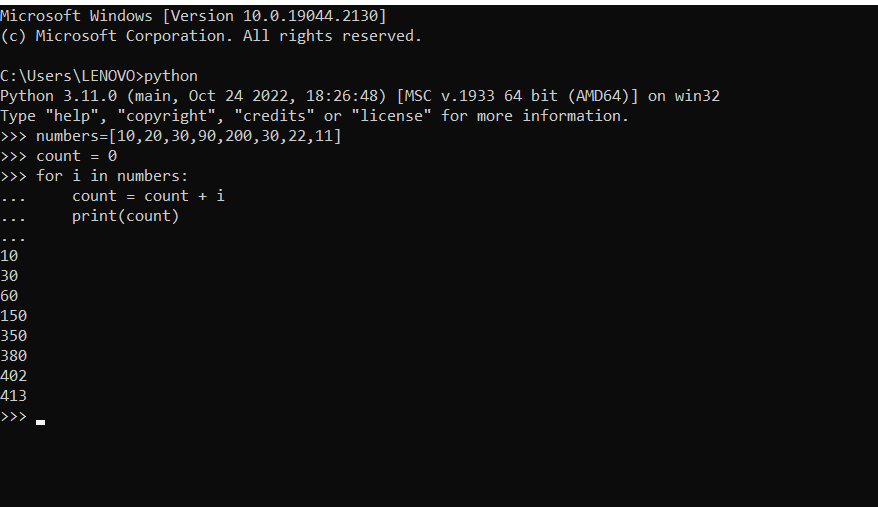 Microsoft Windows [Version 10.0.19044.2130]
(c) Microsoft Corporation. All rights reserved.
C:\Users\LENOVO>python
Python 3.11.0 (main, Oct 24 2022, 18:26:48) [MSC v.1933 64 bit (AMD64)] on win32
Type "help", "copyright", "credits" or "license" for more information.
>>> numbers=[10,20,30,90,200,30,22,11]
>>> count = 0
>>> for i in numbers:
...     count = count + i
...     print(count)
...
10
30
60
150
350
380
402
413
>>>